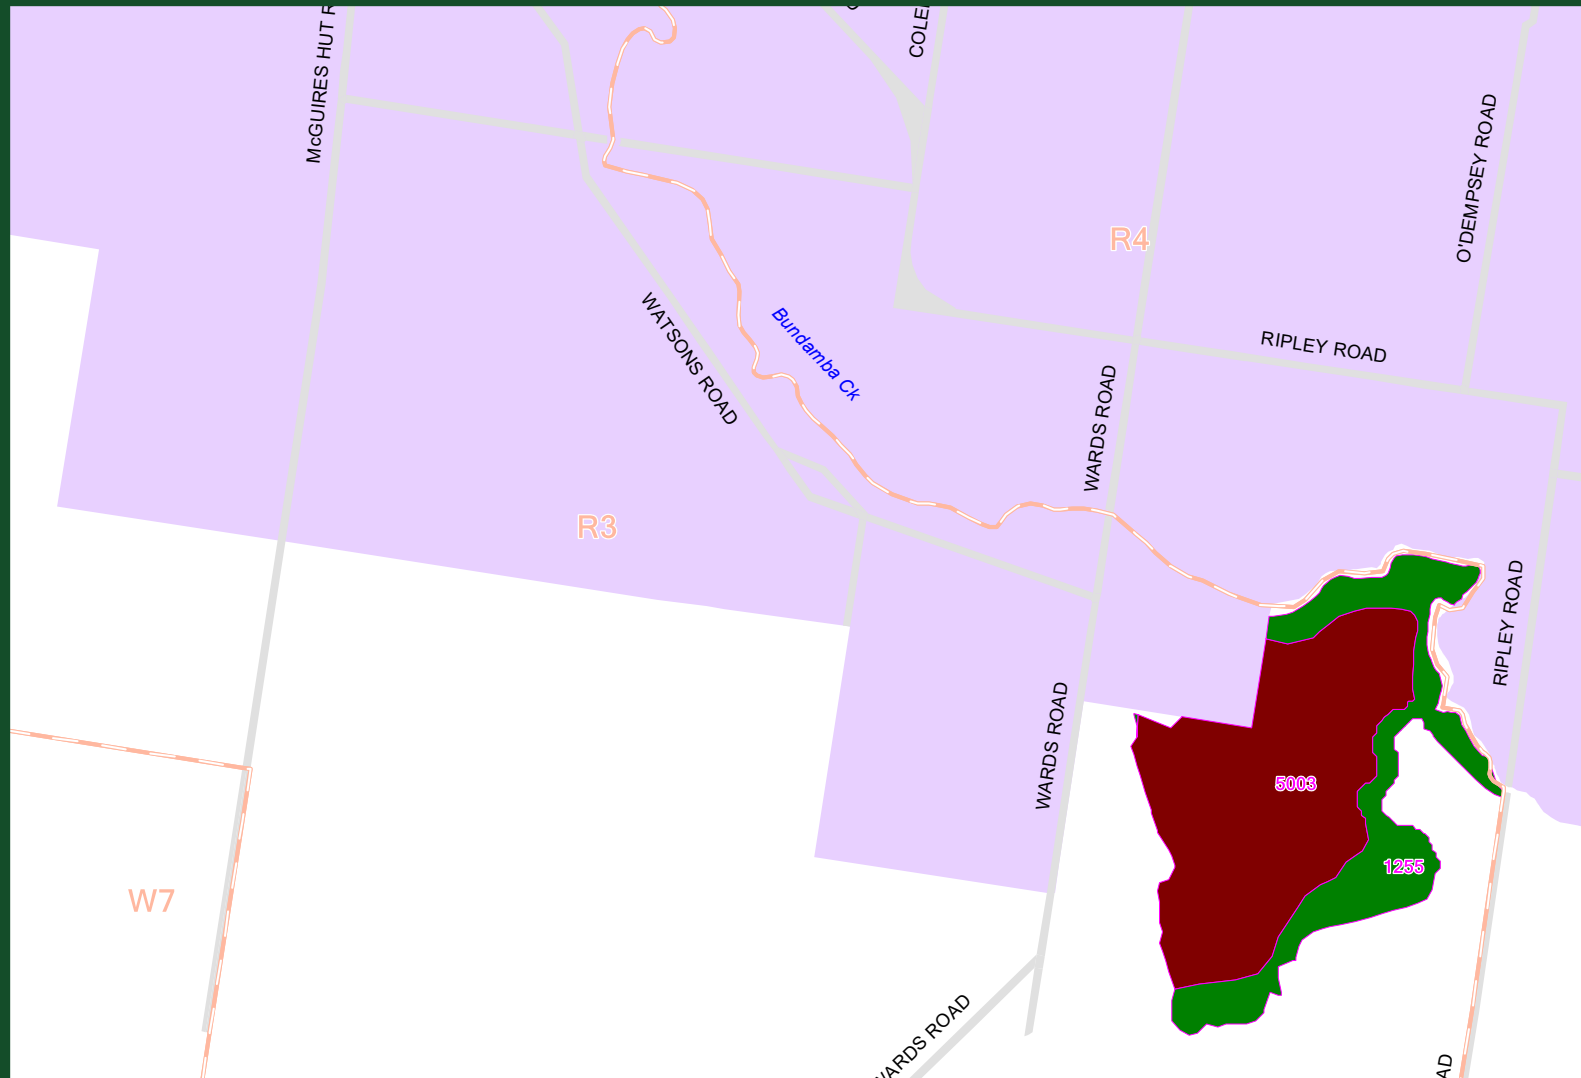 McGUIRES HUT R
COLE
O'DEMPSEY ROAD
R4
WATSONS ROAD
Bundamba Ck
RIPLEY ROAD
WARDS ROAD
R3
RIPLEY ROAD
WARDS ROAD
5003
1255
W7
WARDS ROAD
AD